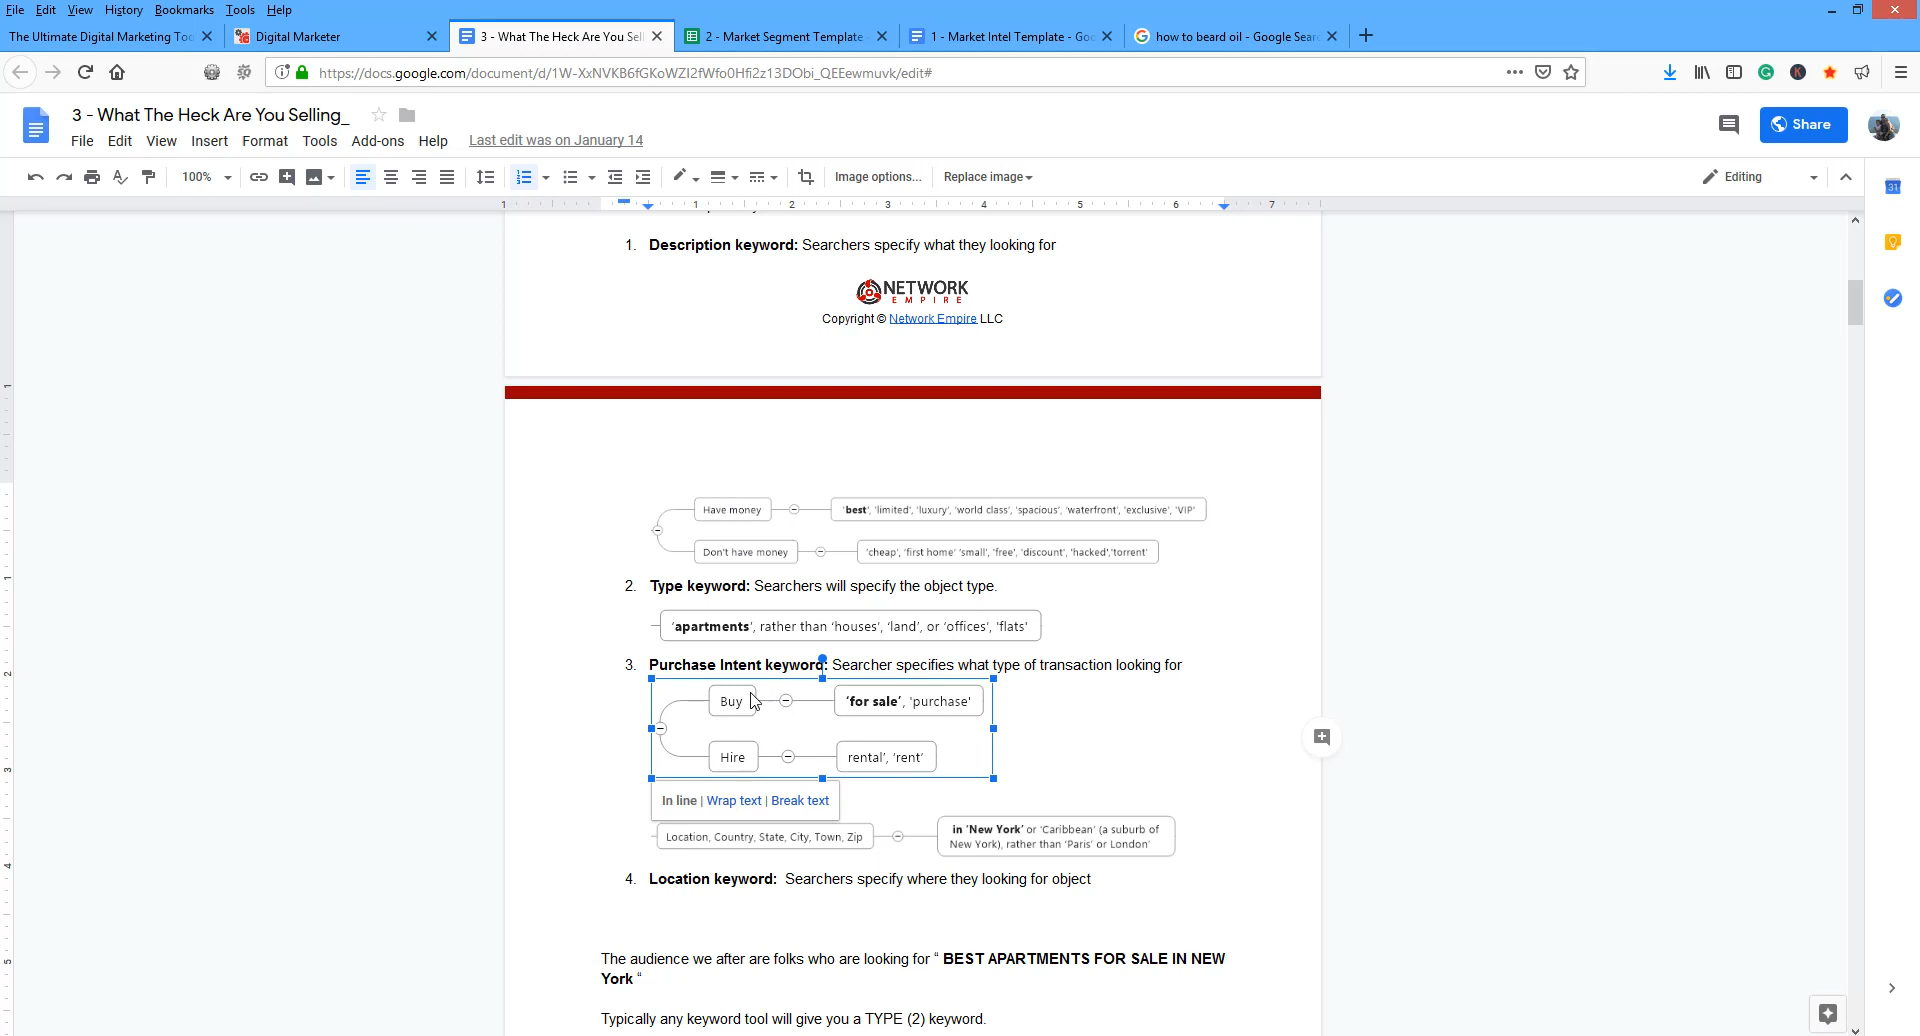 File Edit View History Bookmarks Tools Help
The Ultimate Digital Marketing Too
Digital Marketer
3 - What The Heck Are You Sell
2 - Market Segment Template
1 - Market Intel Template - Goo
how to beard oil - Google Searc
https://docs.google.com/document/d/1W-XxNVKB6fGKoWZI2fWfo0Hfi2z13DObi_QEEewmuvk/edit#
3 - What The Heck Are You Selling_
File Edit View Insert Format Tools Add-ons Help Last edit was on January 14
Share
100% Image options... Replace image Editing
1 1 2 3 4 5 6 7
1. Description keyword: Searchers specify what they looking for
NETWORK
EMPIRE
Copyright © Network Empire LLC
Have money
'best', 'limited', 'luxury', 'world class', 'spacious', 'waterfront', 'exclusive', 'VIP'
Don't have money
'cheap', 'first home' 'small', 'free', 'discount', 'hacked','torrent'
2. Type keyword: Searchers will specify the object type.
'apartments', rather than 'houses', 'land', or 'offices', 'flats'
3. Purchase Intent keyword: Searcher specifies what type of transaction looking for
Buy
'for sale', 'purchase'
Hire
rental', 'rent'
In line | Wrap text | Break text
Location, Country, State, City, Town, Zip
in 'New York' or 'Caribbean' (a suburb of
New York), rather than 'Paris' or London'
4. Location keyword: Searchers specify where they looking for object
The audience we after are folks who are looking for “ BEST APARTMENTS FOR SALE IN NEW
York “
Typically any keyword tool will give you a TYPE (2) keyword.